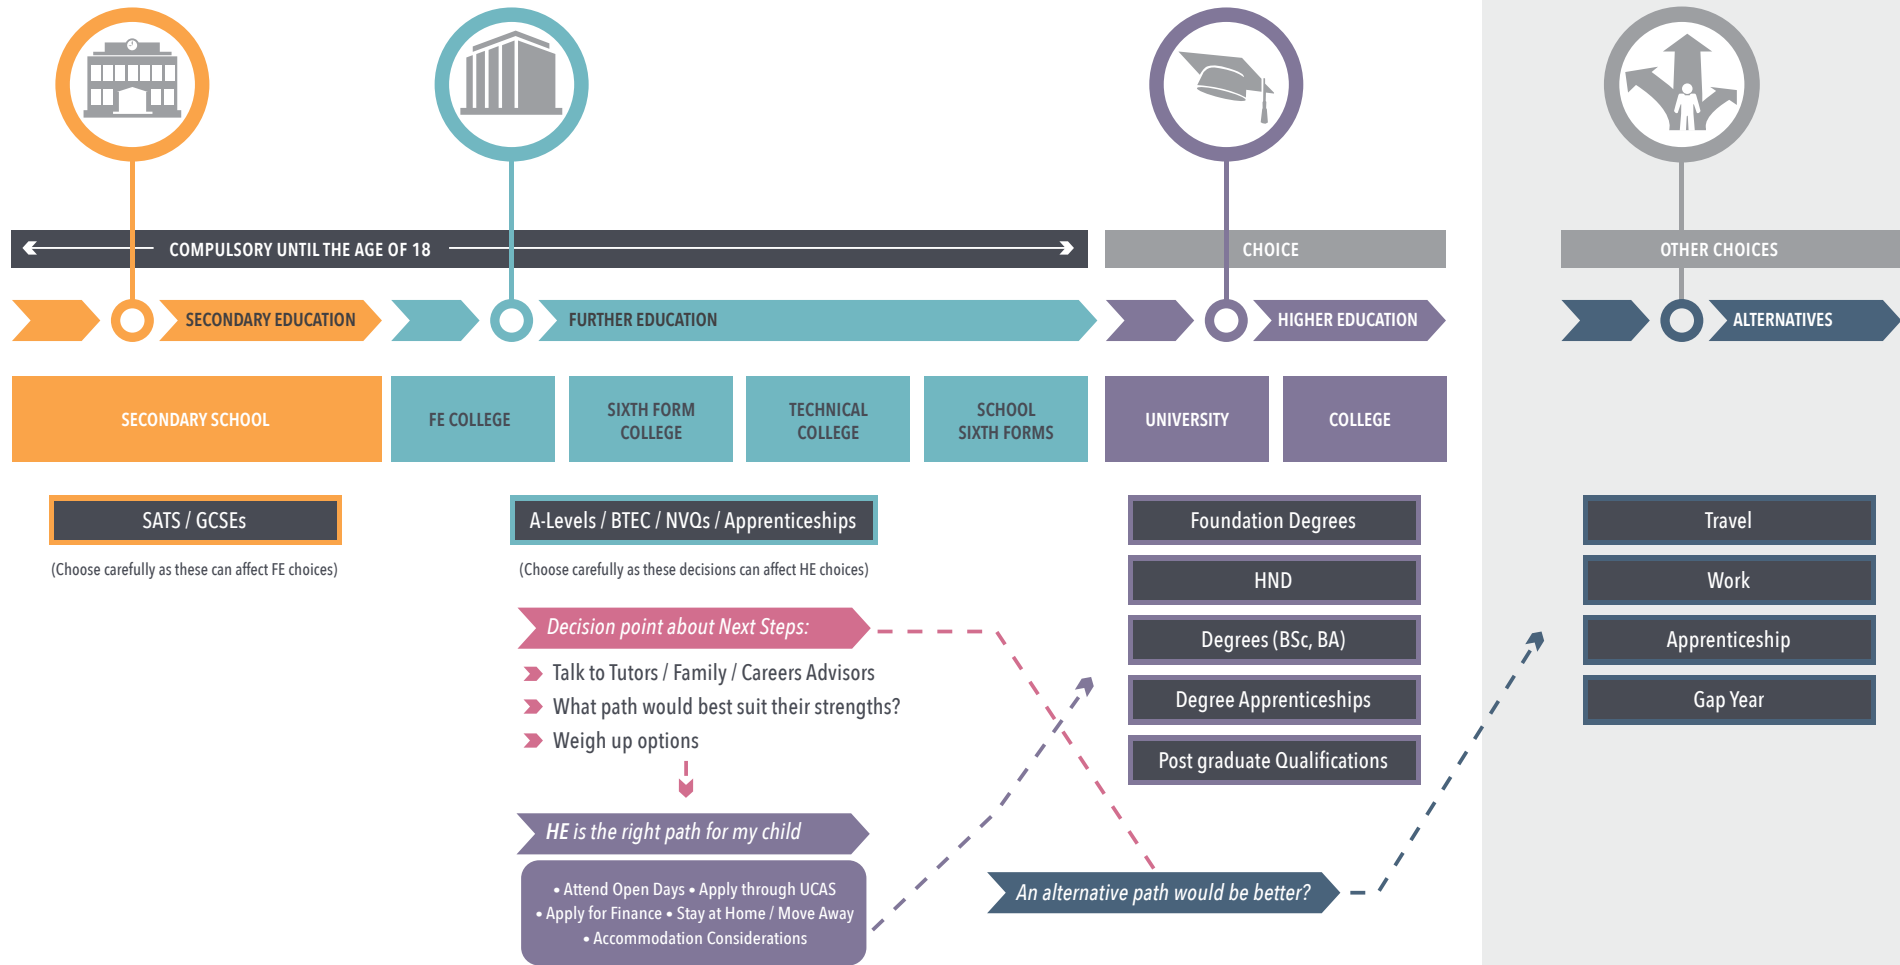 COMPULSORY UNTIL THE AGE OF 18
CHOICE
OTHER CHOICES
SECONDARY EDUCATION
FURTHER EDUCATION
HIGHER EDUCATION
ALTERNATIVES
SECONDARY SCHOOL
FE COLLEGE
SIXTH FORM
COLLEGE
TECHNICAL
COLLEGE
SCHOOL
SIXTH FORMS
UNIVERSITY
COLLEGE
SATS / GCSEs
(Choose carefully as these can affect FE choices)
A-Levels / BTEC / NVQs / Apprenticeships
(Choose carefully as these decisions can affect HE choices)
Decision point about Next Steps:
Talk to Tutors / Family / Careers Advisors
What path would best suit their strengths?
Weigh up options
HE is the right path for my child
• Attend Open Days • Apply through UCAS
• Apply for Finance • Stay at Home / Move Away
• Accommodation Considerations
An alternative path would be better?
Foundation Degrees
HND
Degrees (BSc, BA)
Degree Apprenticeships
Post graduate Qualifications
Travel
Work
Apprenticeship
Gap Year